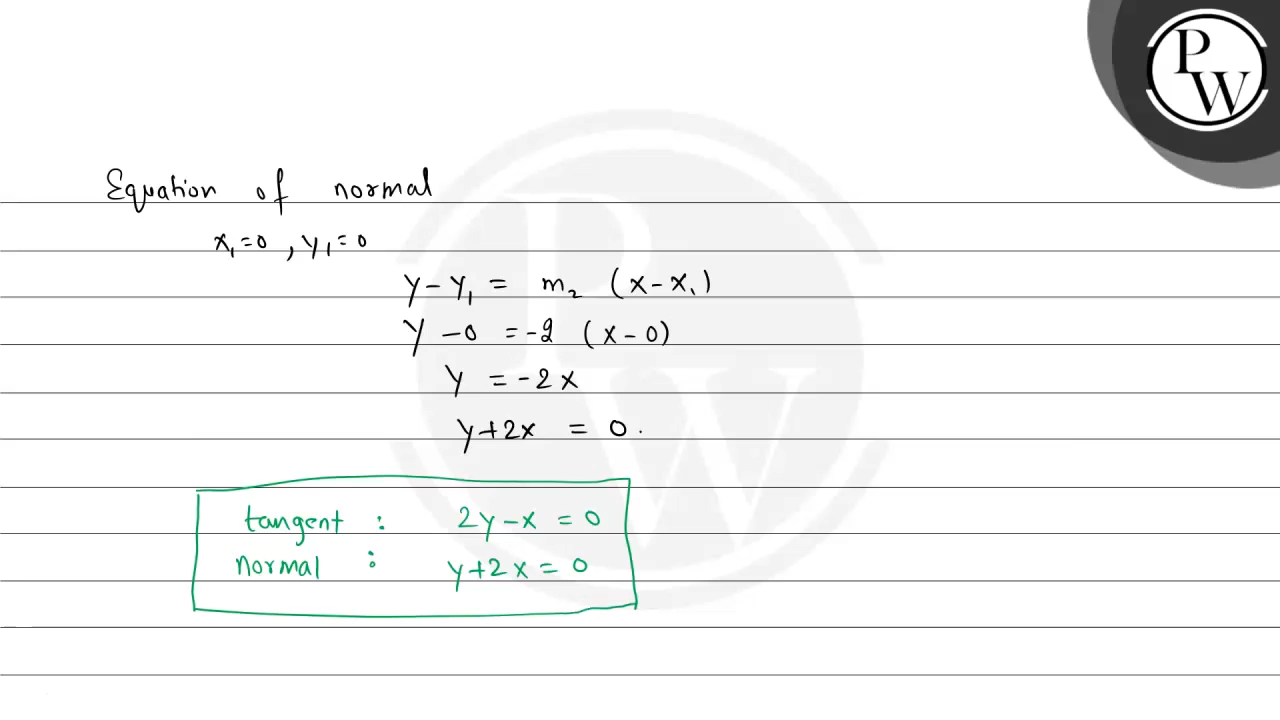 PW
Equation of normal
x₁=0 , y₁=0
y-y₁ = m₂ (x-x₁)
y-0 = -2 (x-0)
y = -2x
y+2x = 0.
tangent : 2y-x = 0
normal : y+2x = 0